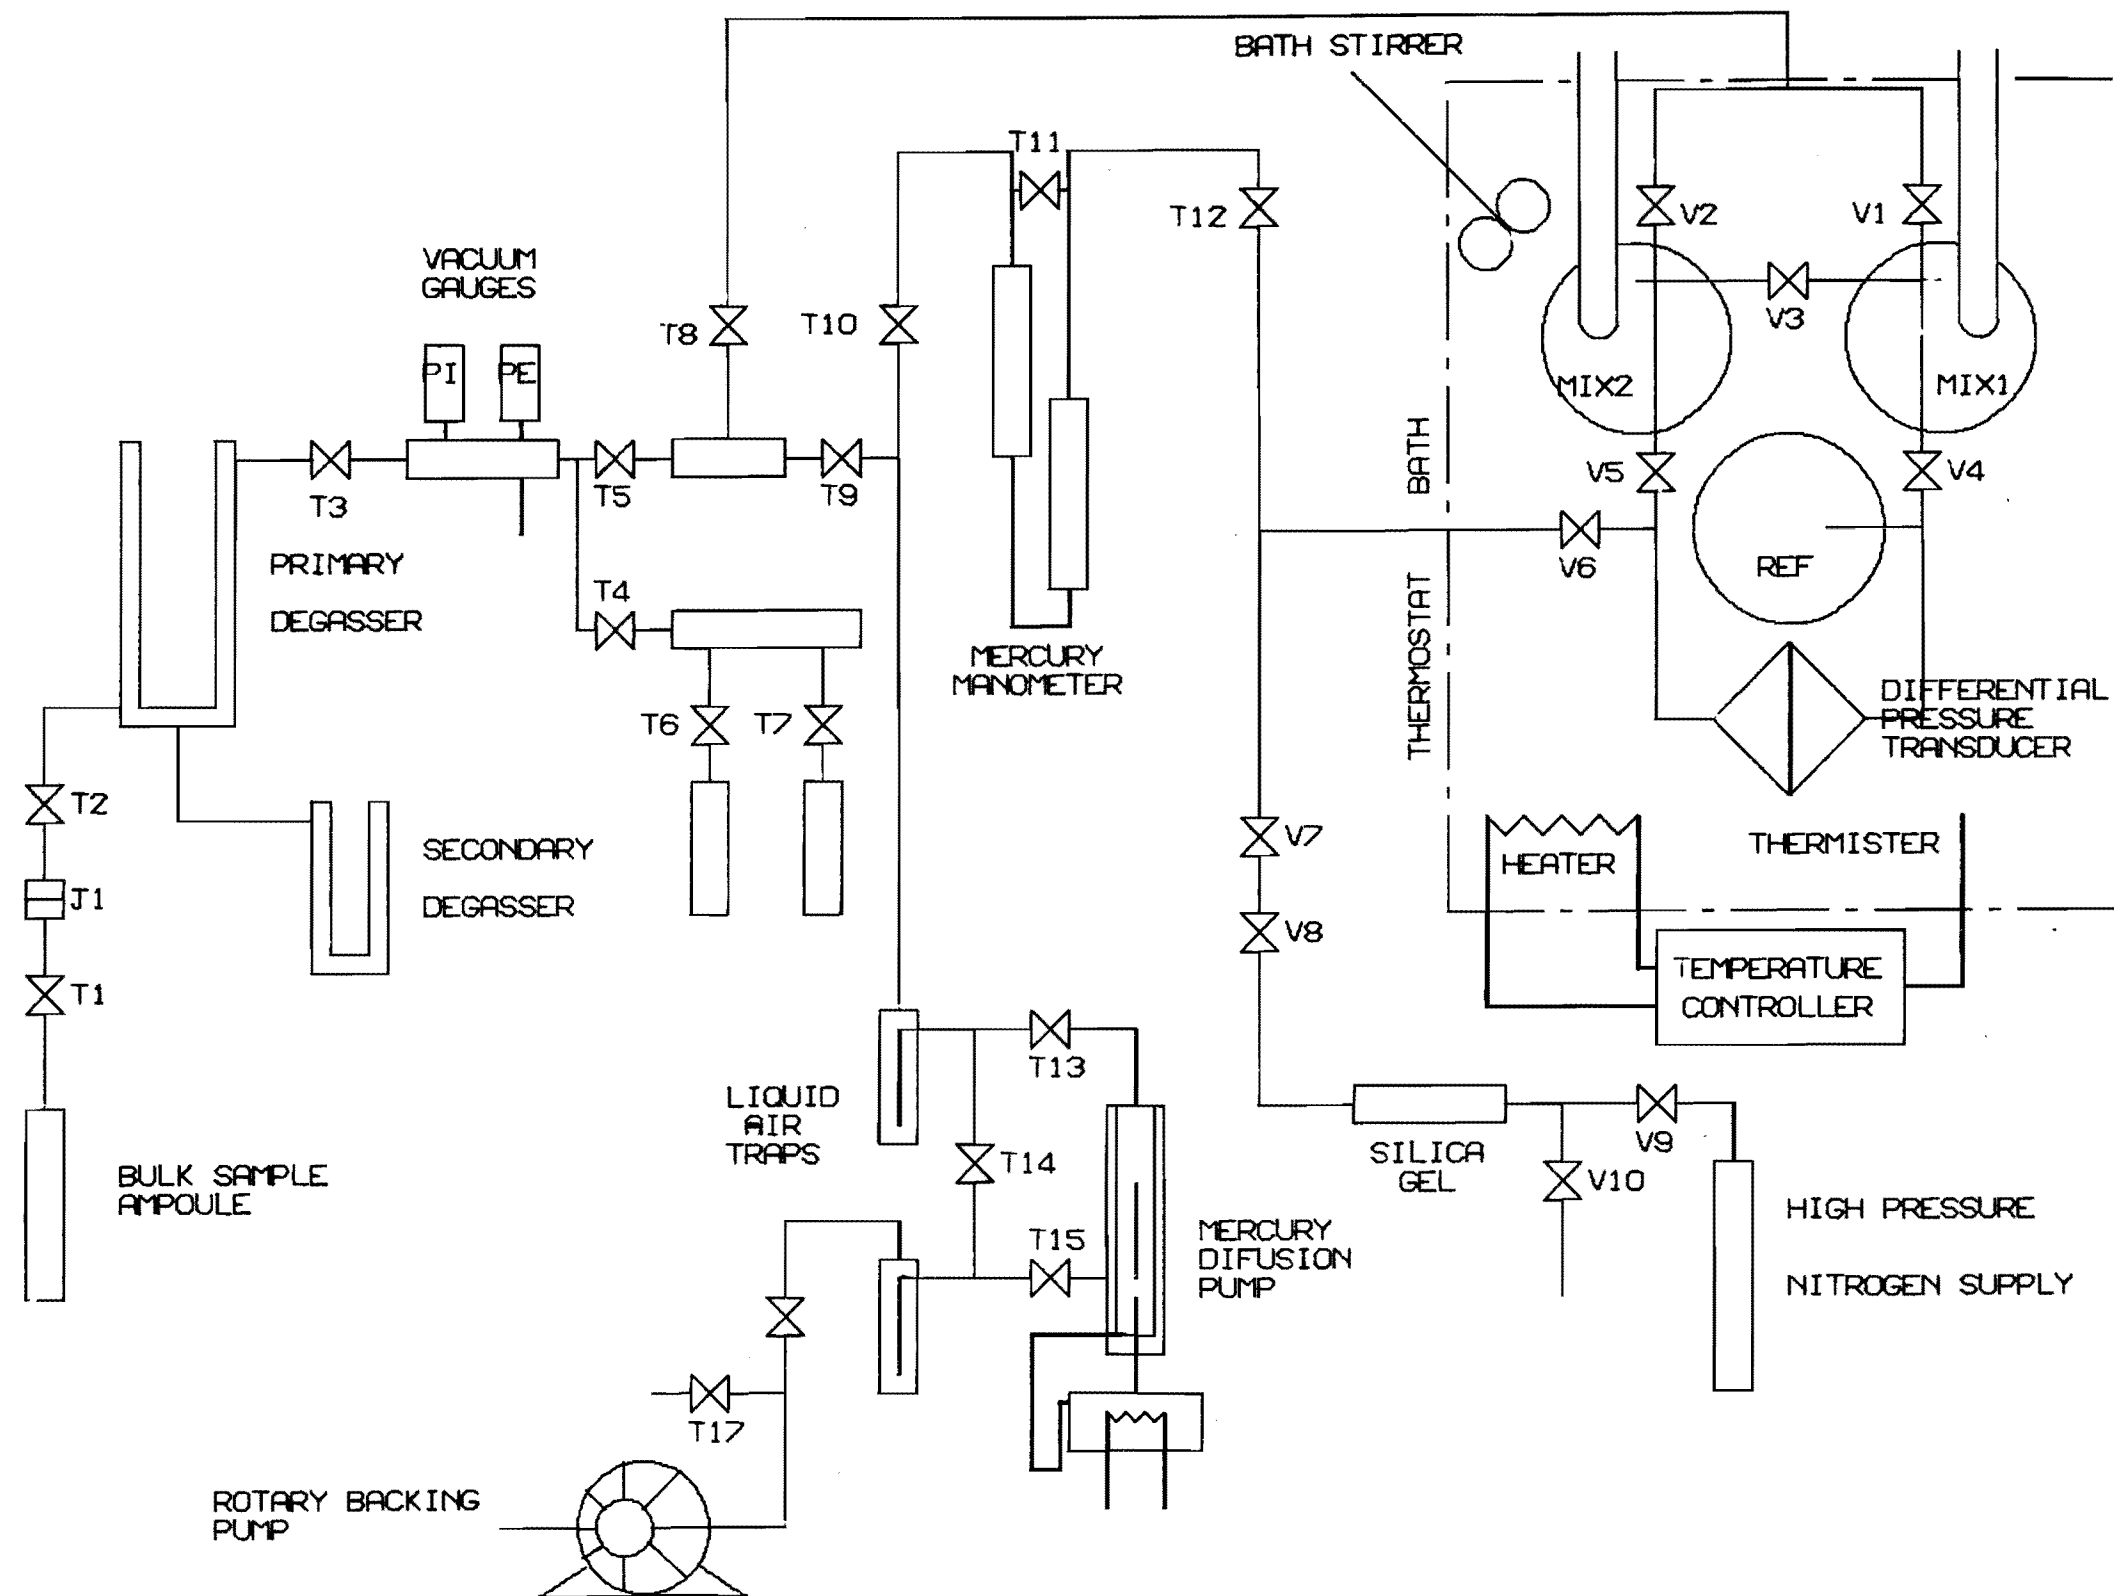 BATH STIRRER
T11
T12
V2
V1
VACUUM
GAUGES
T8
T10
V3
PI
PE
MIX2
MIX1
T3
T5
T9
V5
V4
PRIMARY
DEGASSER
T4
V6
REF
THERMOSTAT BATH
MERCURY
MANOMETER
DIFFERENTIAL
PRESSURE
TRANSDUCER
T6
T7
T2
V7
HEATER
THERMISTER
SECONDARY
DEGASSER
J1
V8
T1
TEMPERATURE
CONTROLLER
T13
LIQUID
AIR
TRAPS
T14
SILICA
GEL
V9
V10
BULK SAMPLE
AMPOULE
T15
MERCURY
DIFUSION
PUMP
HIGH PRESSURE
NITROGEN SUPPLY
T17
ROTARY BACKING
PUMP